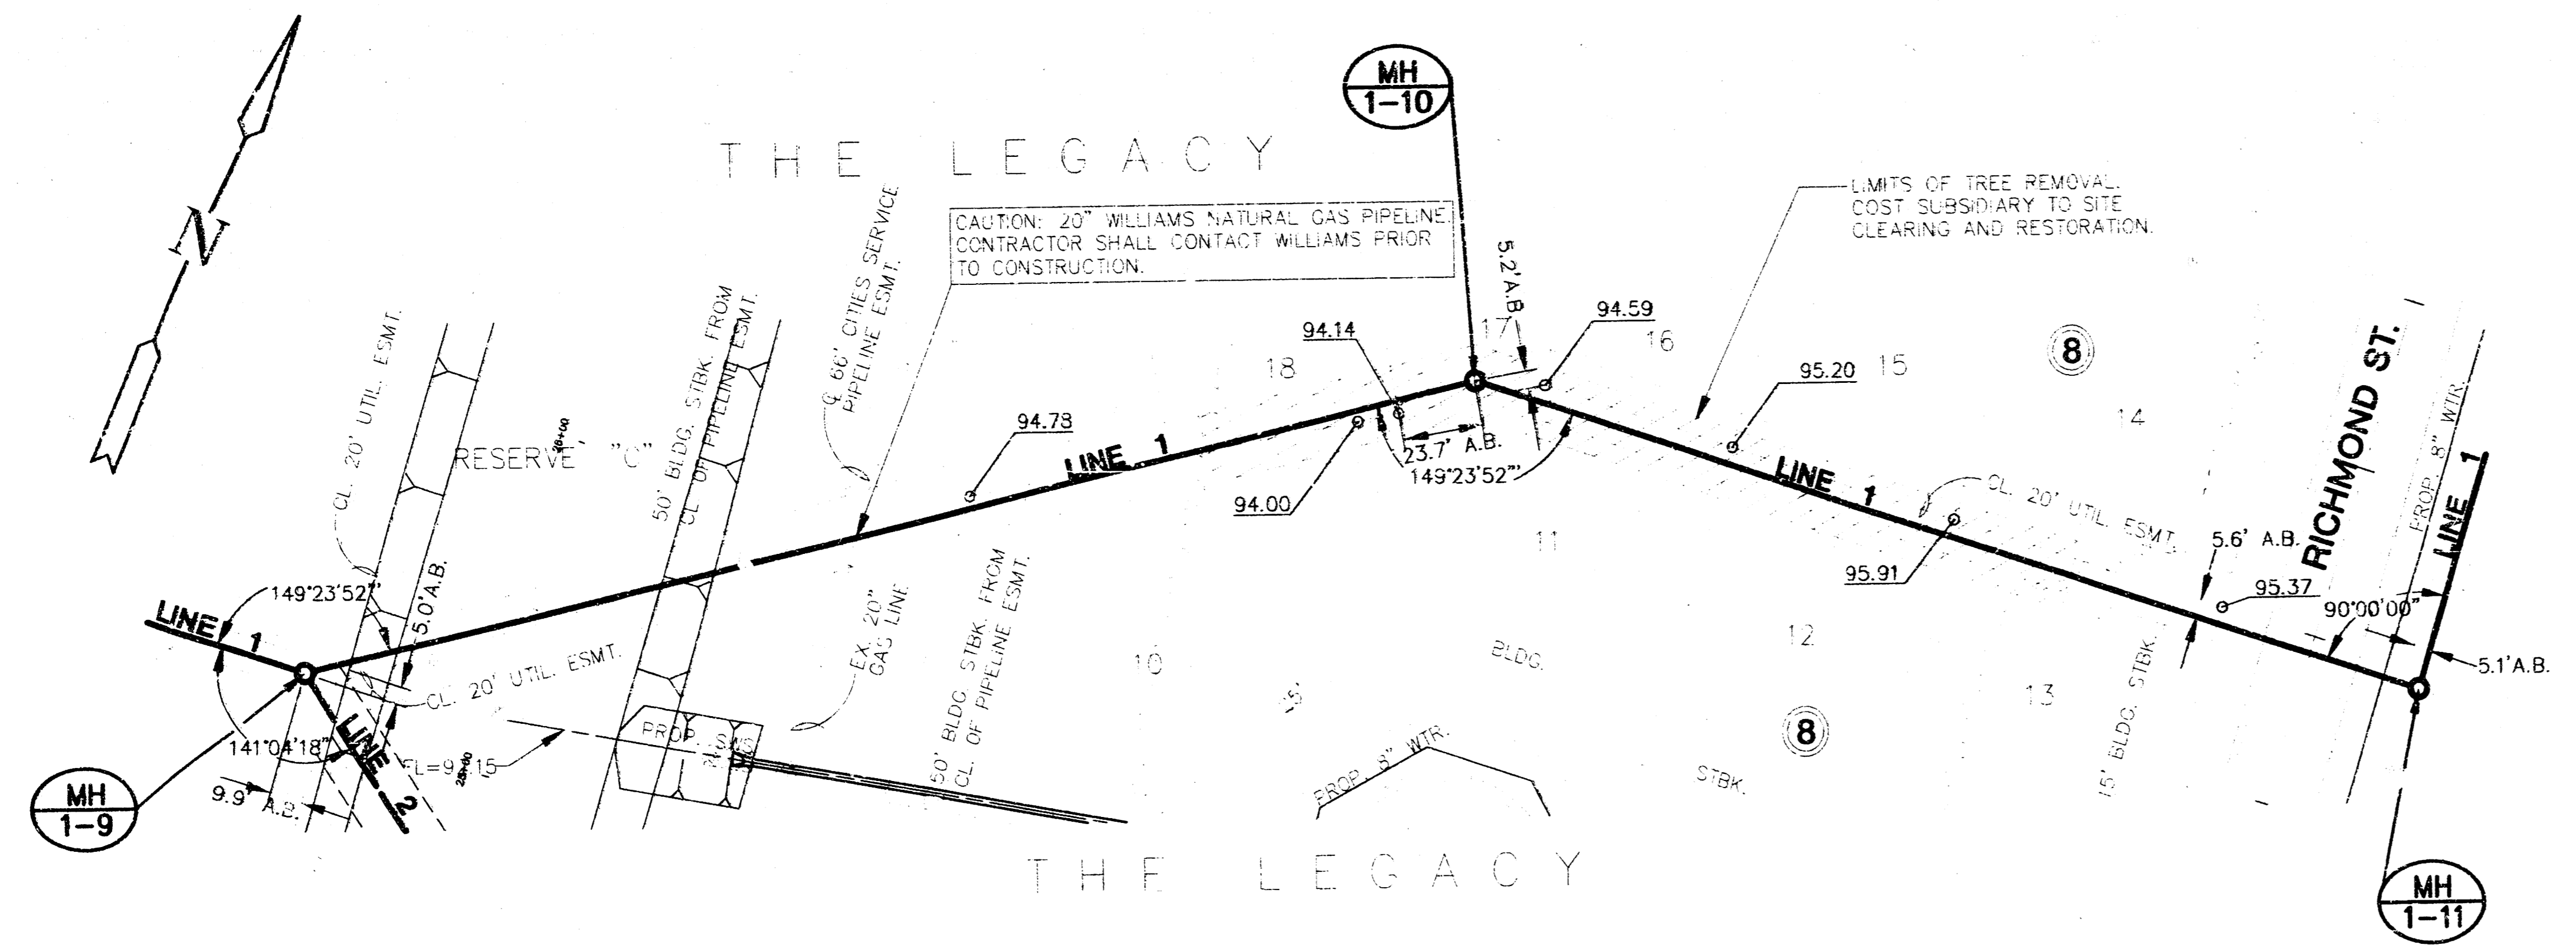 MH
1-10
THE LEGACY
N
CAUTION: 20" WILLIAMS NATURAL GAS PIPELINE.
CONTRACTOR SHALL CONTACT WILLIAMS PRIOR
TO CONSTRUCTION.
LIMITS OF TREE REMOVAL.
COST SUBSIDIARY TO SITE
CLEARING AND RESTORATION.
CL. 20' UTIL. ESMT.
50' BLDG. STBK. FROM
CL. OF PIPELINE ESMT.
℄ 66' CITIES SERVICE
PIPELINE ESMT.
5.2' A.B.
94.14
94.59
17
16
18
95.20
15
8
14
RICHMOND ST.
PROP. 8" WTR.
LINE 1
RESERVE "C"
94.73
LINE 1
23.7' A.B.
149°23'52"
94.00
LINE 1
CL. 20' UTIL. ESMT.
11
95.91
5.6' A.B.
95.37
90°00'00"
149°23'52"
5.0' A.B.
LINE 1
EX. 20"
GAS LINE
50' BLDG. STBK. FROM
CL. OF PIPELINE ESMT.
10
BLDG.
12
13
15' BLDG. STBK.
5.1' A.B.
CL. 20' UTIL. ESMT.
141°04'18"
LINE 2
PROP.
8
STBK.
PROP. 8" WTR.
9.9' A.B.
MH
1-9
THE LEGACY
MH
1-11